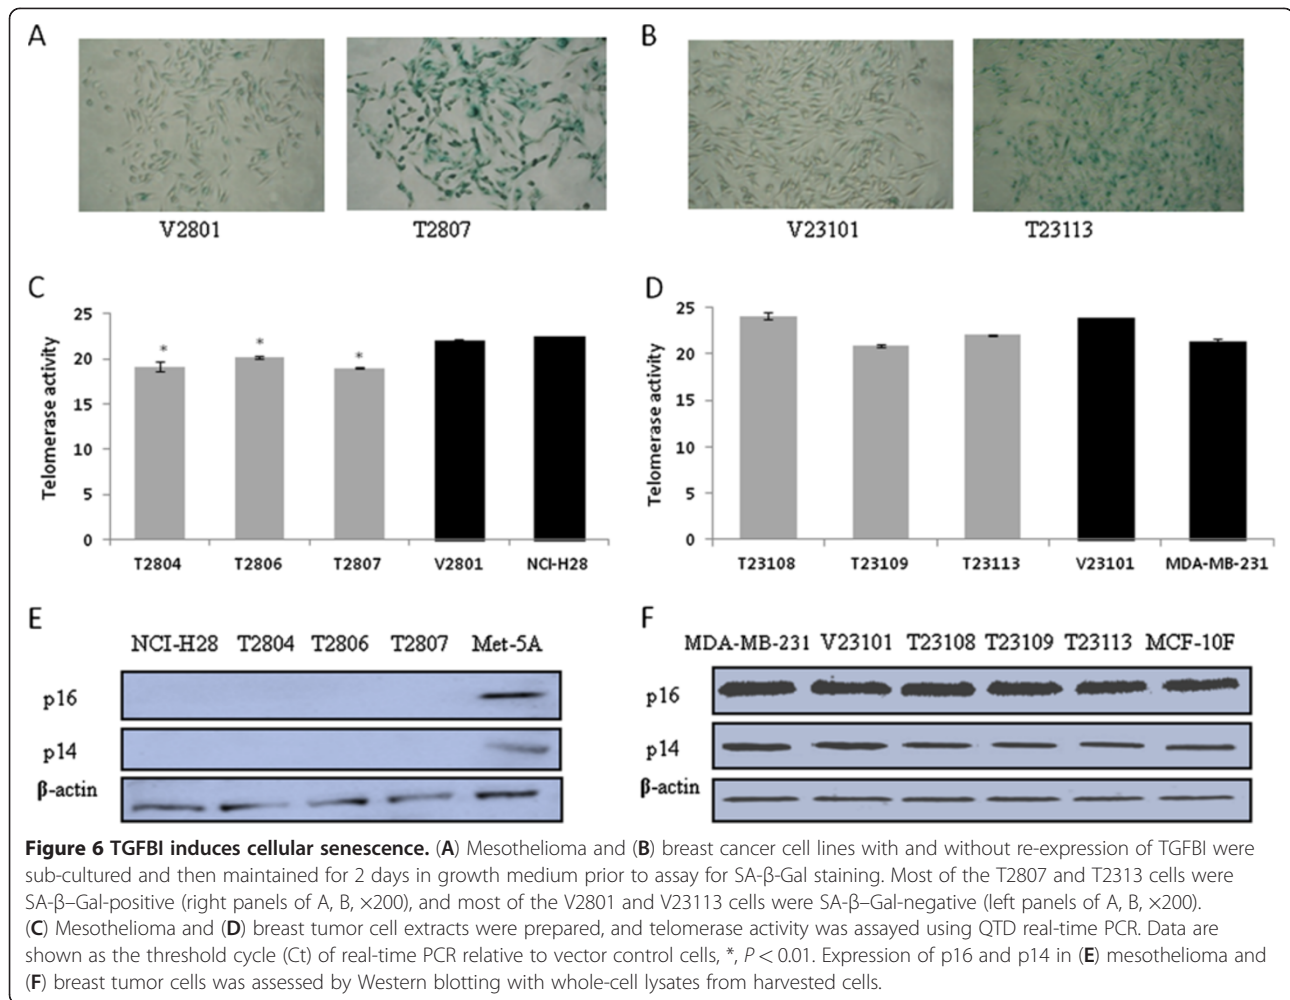 A
B
V2801
T2807
V23101
T23113
C
D
Telomerase activity
25
20
15
10
5
0
*
*
*
T2804
T2806
T2807
V2801
NCI-H28
Telomerase activity
25
20
15
10
5
0
T23108
T23109
T23113
V23101
MDA-MB-231
E
NCI-H28 T2804 T2806 T2807 Met-5A
p16
p14
β-actin
F
MDA-MB-231 V23101 T23108 T23109 T23113 MCF-10F
p16
p14
β-actin
Figure 6 TGFBI induces cellular senescence. (A) Mesothelioma and (B) breast cancer cell lines with and without re-expression of TGFBI were
sub-cultured and then maintained for 2 days in growth medium prior to assay for SA-β-Gal staining. Most of the T2807 and T2313 cells were
SA-β–Gal-positive (right panels of A, B, ×200), and most of the V2801 and V23113 cells were SA-β–Gal-negative (left panels of A, B, ×200).
(C) Mesothelioma and (D) breast tumor cell extracts were prepared, and telomerase activity was assayed using QTD real-time PCR. Data are
shown as the threshold cycle (Ct) of real-time PCR relative to vector control cells, *, P < 0.01. Expression of p16 and p14 in (E) mesothelioma and
(F) breast tumor cells was assessed by Western blotting with whole-cell lysates from harvested cells.